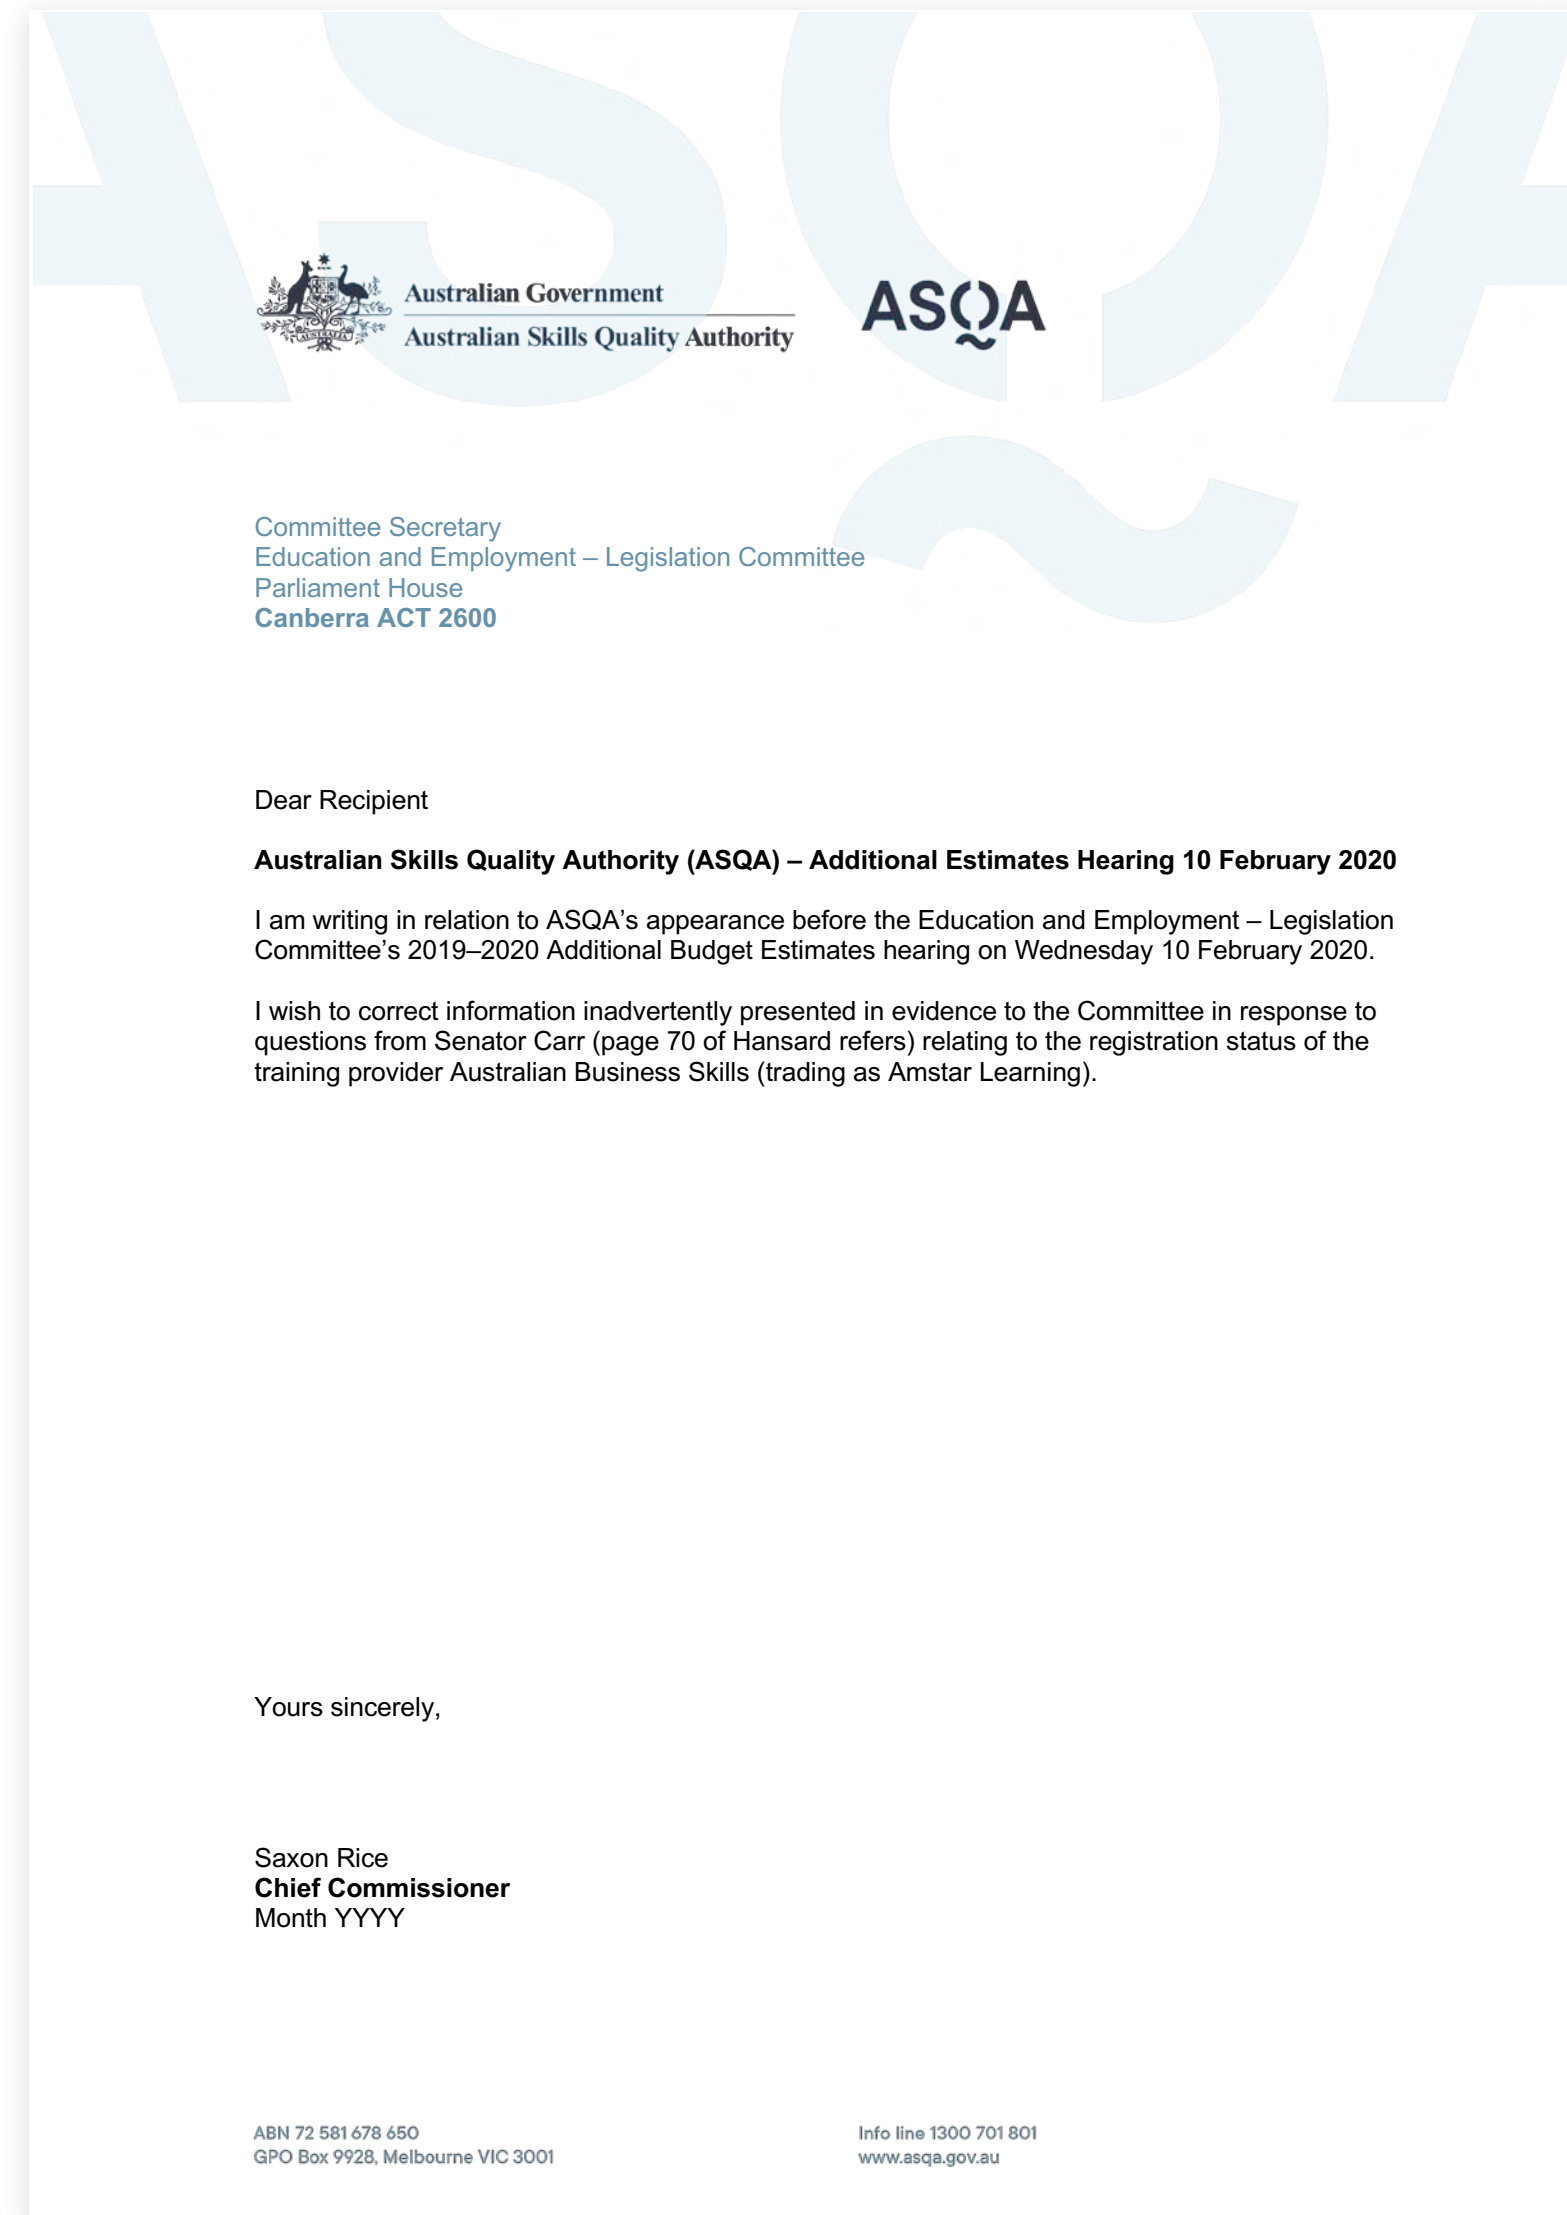 ASQA
Australian Government
Australian Skills Quality Authority
ASQA
Committee Secretary
Education and Employment – Legislation Committee
Parliament House
Canberra ACT 2600
Dear Recipient
Australian Skills Quality Authority (ASQA) – Additional Estimates Hearing 10 February 2020
I am writing in relation to ASQA’s appearance before the Education and Employment – Legislation
Committee’s 2019–2020 Additional Budget Estimates hearing on Wednesday 10 February 2020.
I wish to correct information inadvertently presented in evidence to the Committee in response to
questions from Senator Carr (page 70 of Hansard refers) relating to the registration status of the
training provider Australian Business Skills (trading as Amstar Learning).
Yours sincerely,
Saxon Rice
Chief Commissioner
Month YYYY
ABN 72 581 678 650
GPO Box 9928, Melbourne VIC 3001
Info line 1300 701 801
www.asqa.gov.au